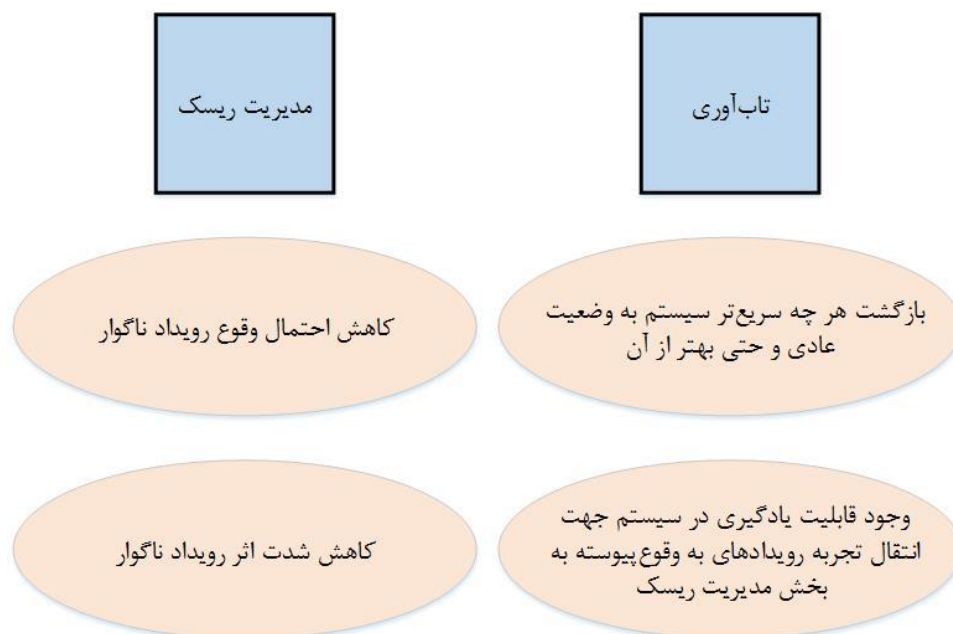 تاب‌آوری
مدیریت ریسک
بازگشت هر چه سریع‌تر سیستم به وضعیت
عادی و حتی بهتر از آن
کاهش احتمال وقوع رویداد ناگوار
وجود قابلیت یادگیری در سیستم جهت
انتقال تجربه رویدادهای به وقوع‌پیوسته به
بخش مدیریت ریسک
کاهش شدت اثر رویداد ناگوار